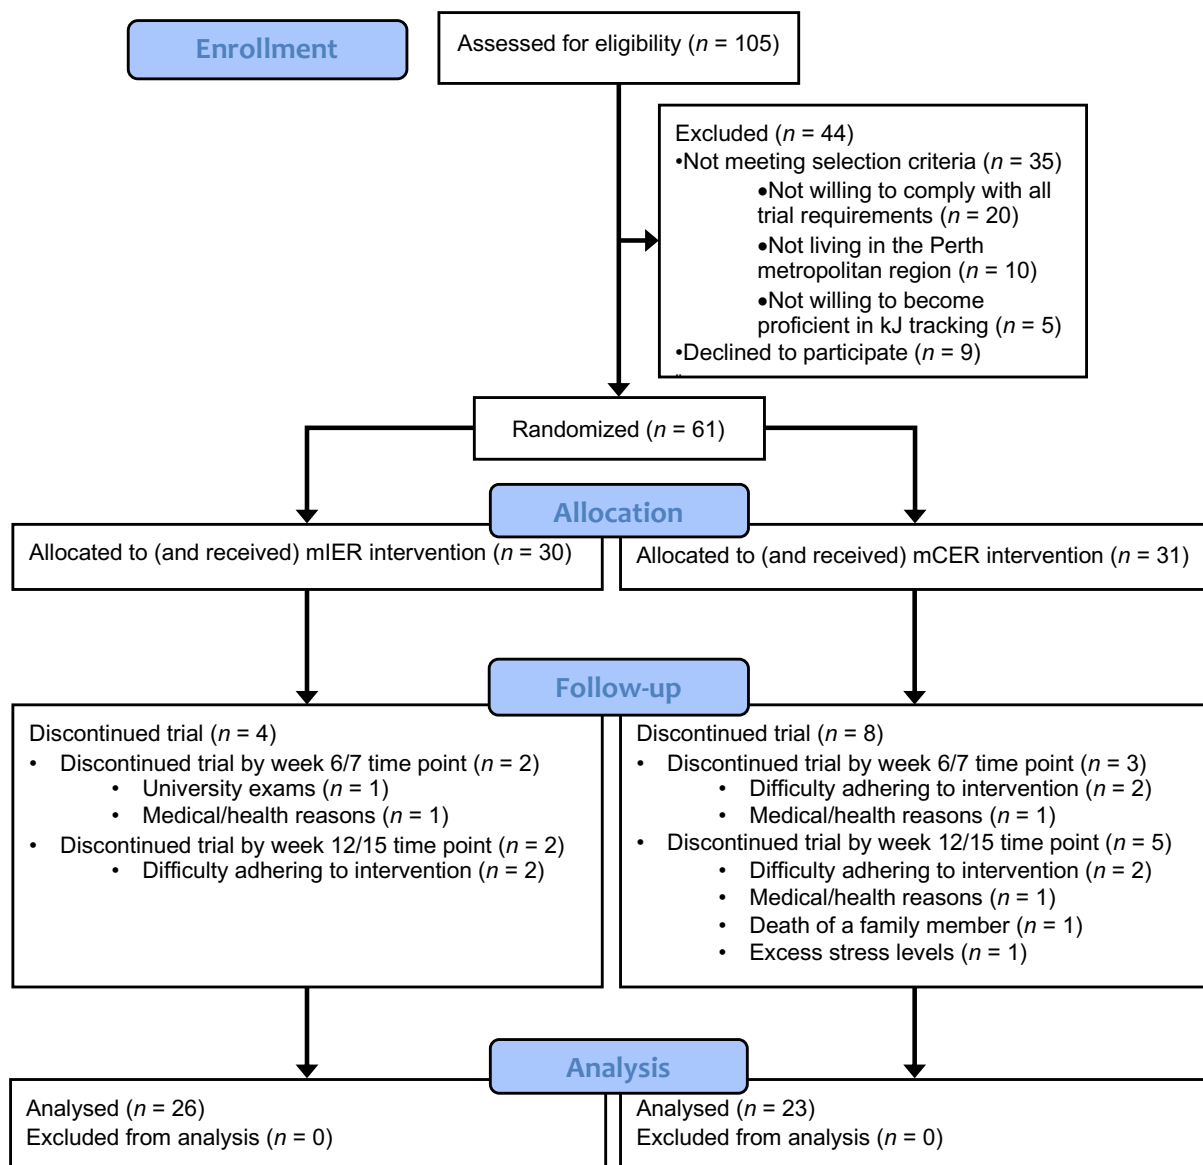 Enrollment
Assessed for eligibility (n = 105)
Excluded (n = 44)
•Not meeting selection criteria (n = 35)
•Not willing to comply with all
trial requirements (n = 20)
•Not living in the Perth
metropolitan region (n = 10)
•Not willing to become
proficient in kJ tracking (n = 5)
•Declined to participate (n = 9)
Randomized (n = 61)
Allocation
Allocated to (and received) mIER intervention (n = 30)
Allocated to (and received) mCER intervention (n = 31)
Follow-up
Discontinued trial (n = 4)
• Discontinued trial by week 6/7 time point (n = 2)
• University exams (n = 1)
• Medical/health reasons (n = 1)
• Discontinued trial by week 12/15 time point (n = 2)
• Difficulty adhering to intervention (n = 2)
Discontinued trial (n = 8)
• Discontinued trial by week 6/7 time point (n = 3)
• Difficulty adhering to intervention (n = 2)
• Medical/health reasons (n = 1)
• Discontinued trial by week 12/15 time point (n = 5)
• Difficulty adhering to intervention (n = 2)
• Medical/health reasons (n = 1)
• Death of a family member (n = 1)
• Excess stress levels (n = 1)
Analysis
Analysed (n = 26)
Excluded from analysis (n = 0)
Analysed (n = 23)
Excluded from analysis (n = 0)